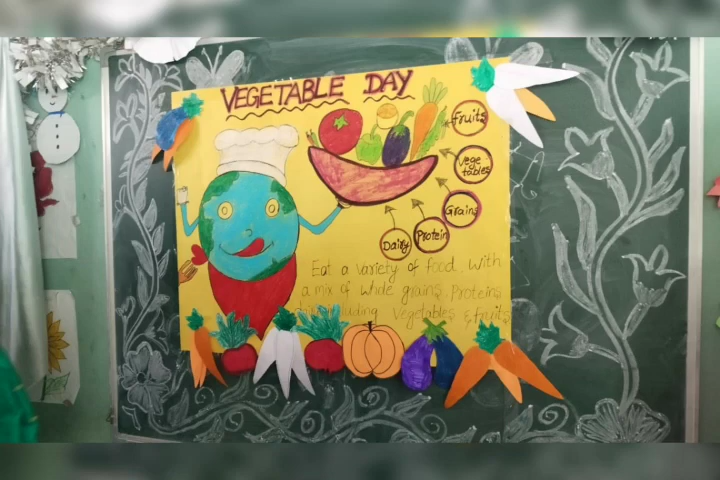 VEGETABLE DAY
Fruits
Vege
tables
Grains
Protein
Dairy
Eat a variety of food with
a mix of whole grains, Proteins
including Vegetables & fruits